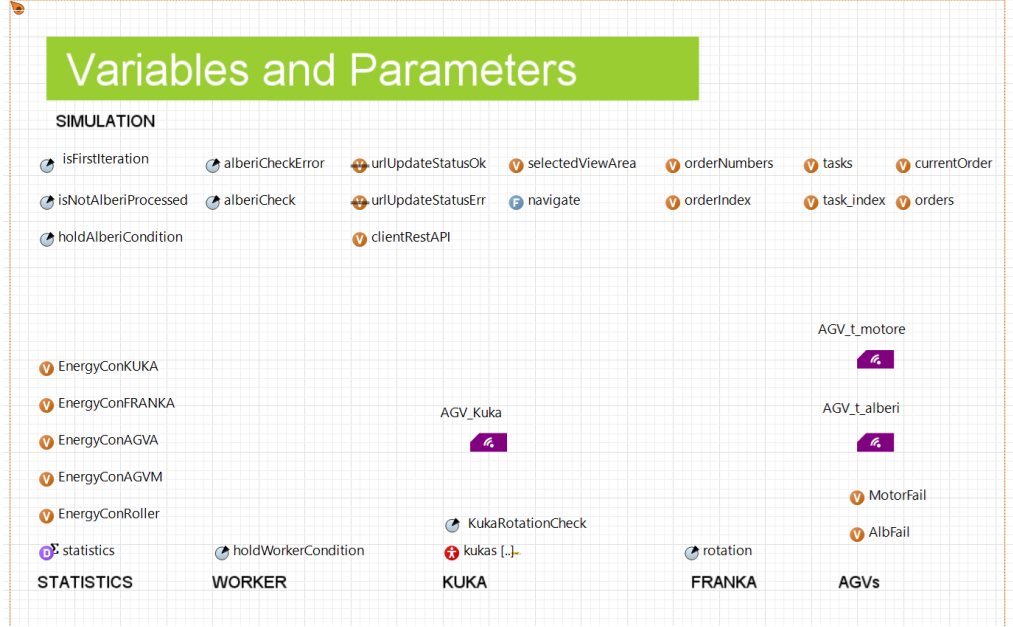 Variables and Parameters
SIMULATION
isFirstIteration alberiCheckError urlUpdateStatusOk selectedViewArea orderNumbers tasks currentOrder
isNotAlberiProcessed alberiCheck urlUpdateStatusErr navigate orderIndex task_index orders
holdAlberiCondition clientRestAPI
AGV_t_motore
EnergyConKUKA
EnergyConFRANKA
AGV_Kuka
AGV_t_alberi
EnergyConAGVA
EnergyConAGVM
MotorFail
EnergyConRoller
KukaRotationCheck
AlbFail
statistics holdWorkerCondition kukas [..] rotation
STATISTICS WORKER KUKA FRANKA AGVs